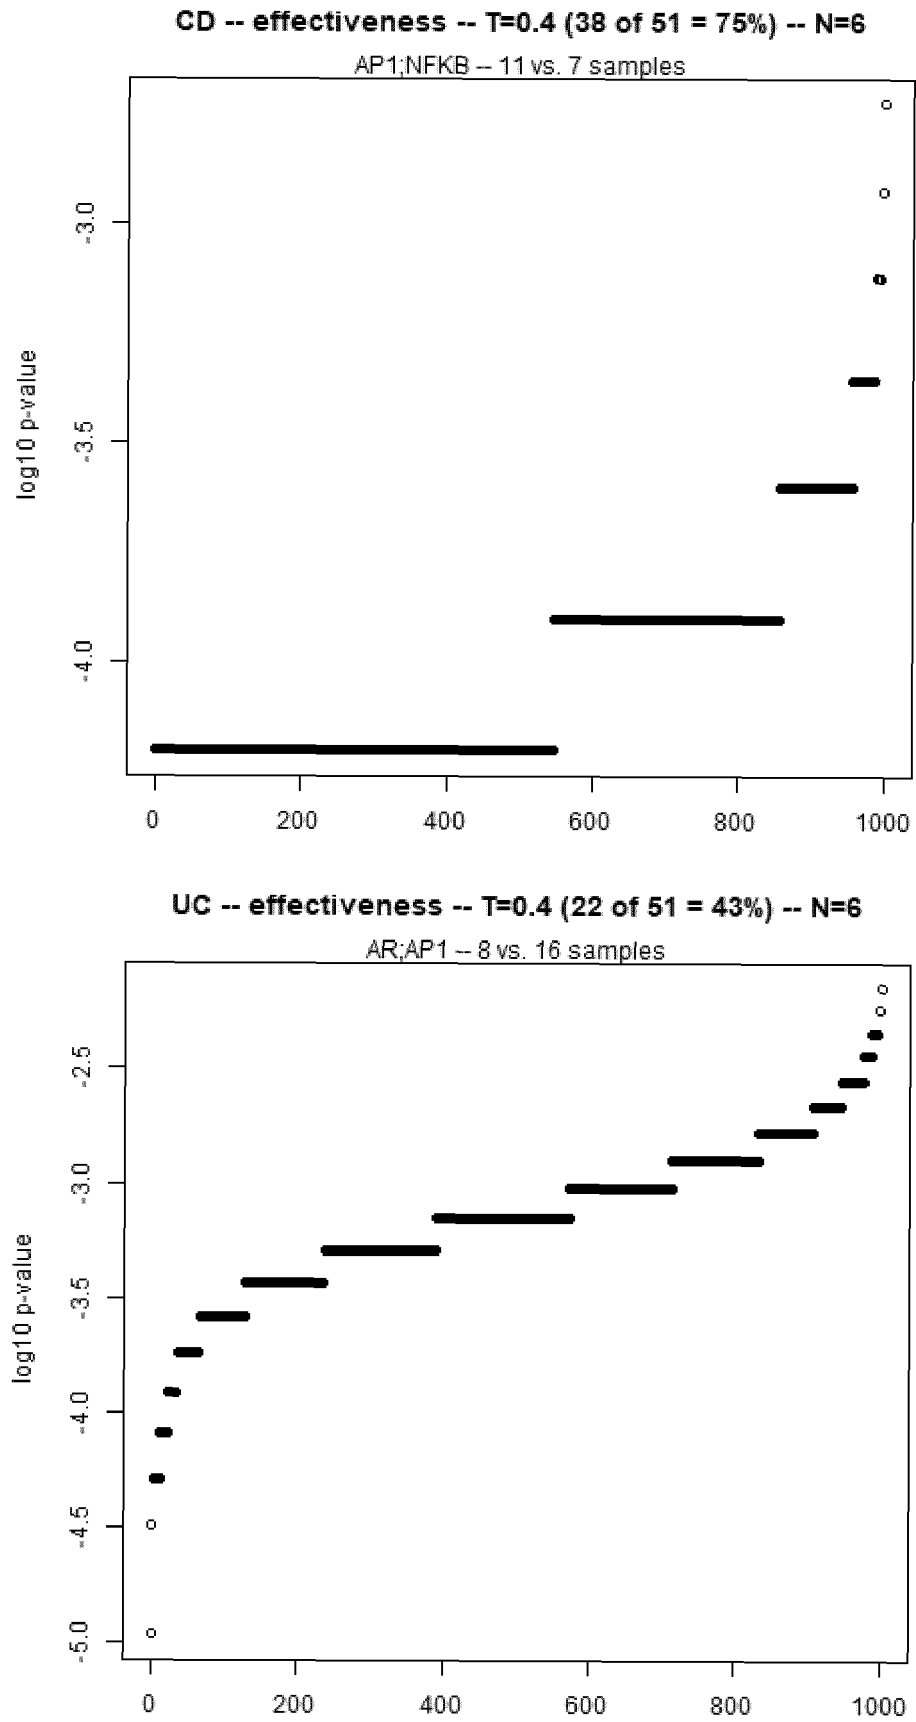 CD -- effectiveness -- T=0.4 (38 of 51 = 75%) -- N=6
AP1;NFKB -- 11 vs. 7 samples
-3.0
-3.5
-4.0
log10 p-value
0 200 400 600 800 1000
UC -- effectiveness -- T=0.4 (22 of 51 = 43%) -- N=6
AR;AP1 -- 8 vs. 16 samples
-2.5
-3.0
-3.5
-4.0
-4.5
-5.0
log10 p-value
0 200 400 600 800 1000